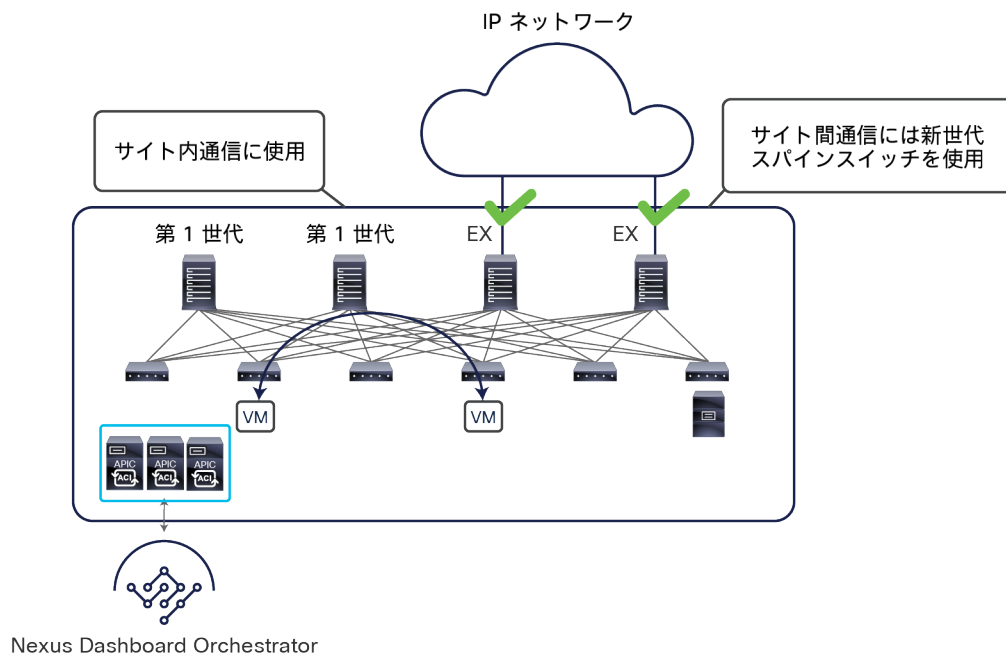 IP ネットワーク
サイト内通信に使用
サイト間通信には新世代
スパインスイッチを使用
第 1 世代
第 1 世代
EX
EX
VM
VM
APIC
APIC
APIC
ACI
ACI
ACI
Nexus Dashboard Orchestrator